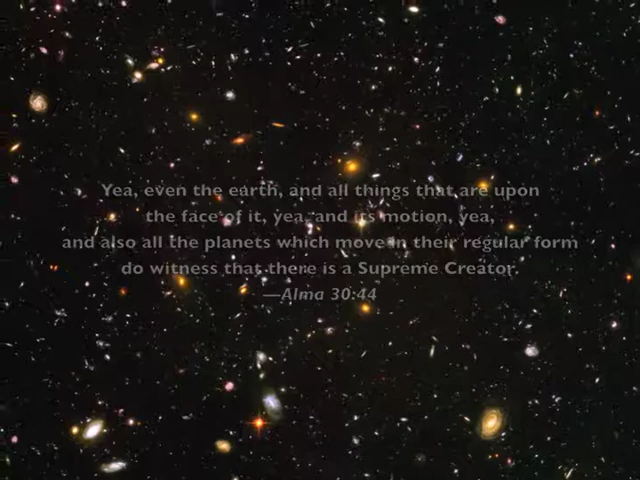 Yea, even the earth, and all things that are upon
the face of it, yea, and its motion, yea,
and also all the planets which move in their regular form
do witness that there is a Supreme Creator.
—Alma 30:44